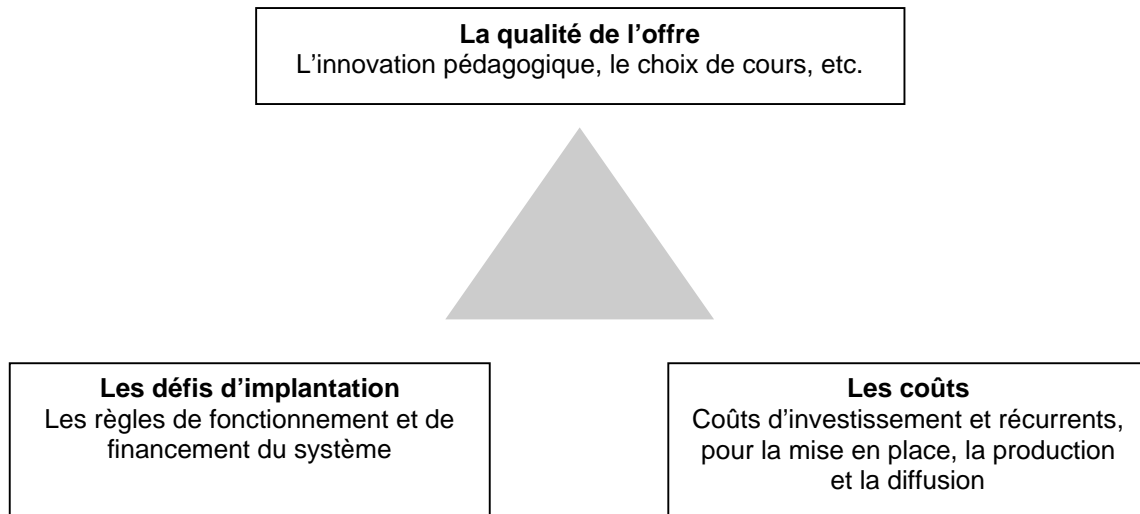 La qualité de l’offre
L’innovation pédagogique, le choix de cours, etc.
Les défis d’implantation
Les règles de fonctionnement et de
financement du système
Les coûts
Coûts d’investissement et récurrents,
pour la mise en place, la production
et la diffusion